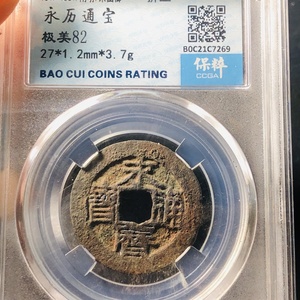 永历通宝
极美82
27*1.2mm*3.7g
BAO CUI COINS RATING
B0C21C7269
保粹
CCGA
永
曆
通
寶